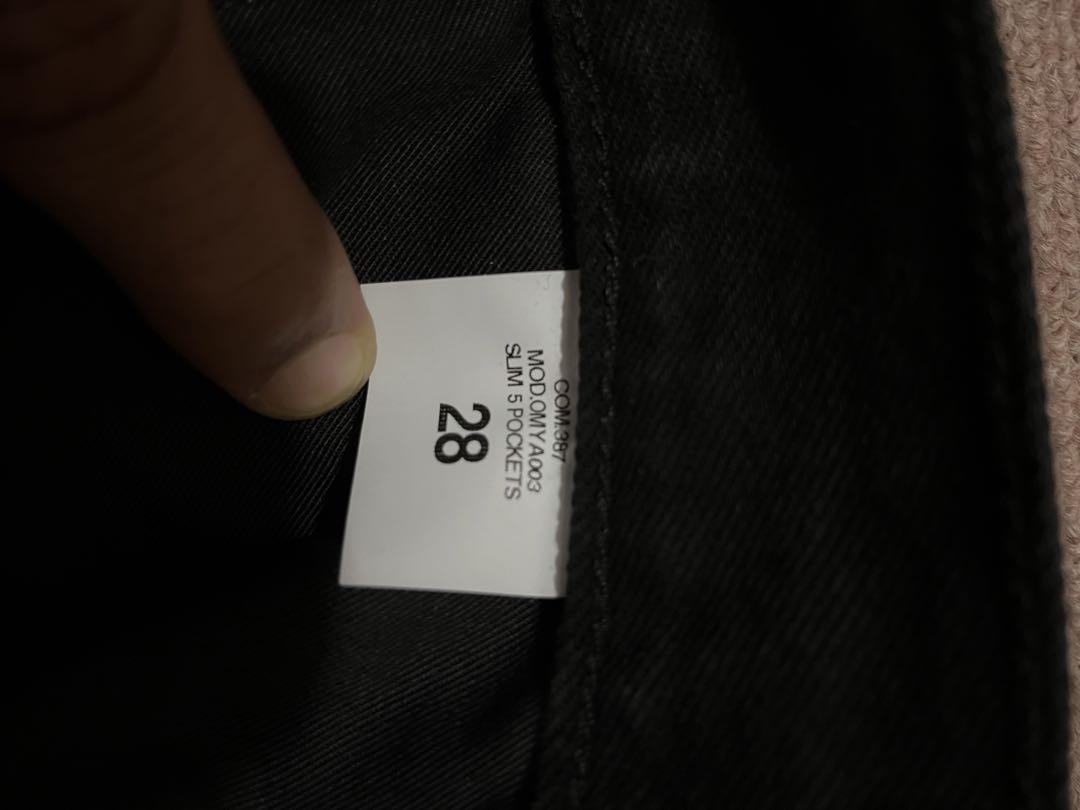 COM.387
MOD.OMYA003
SLIM 5 POCKETS
28